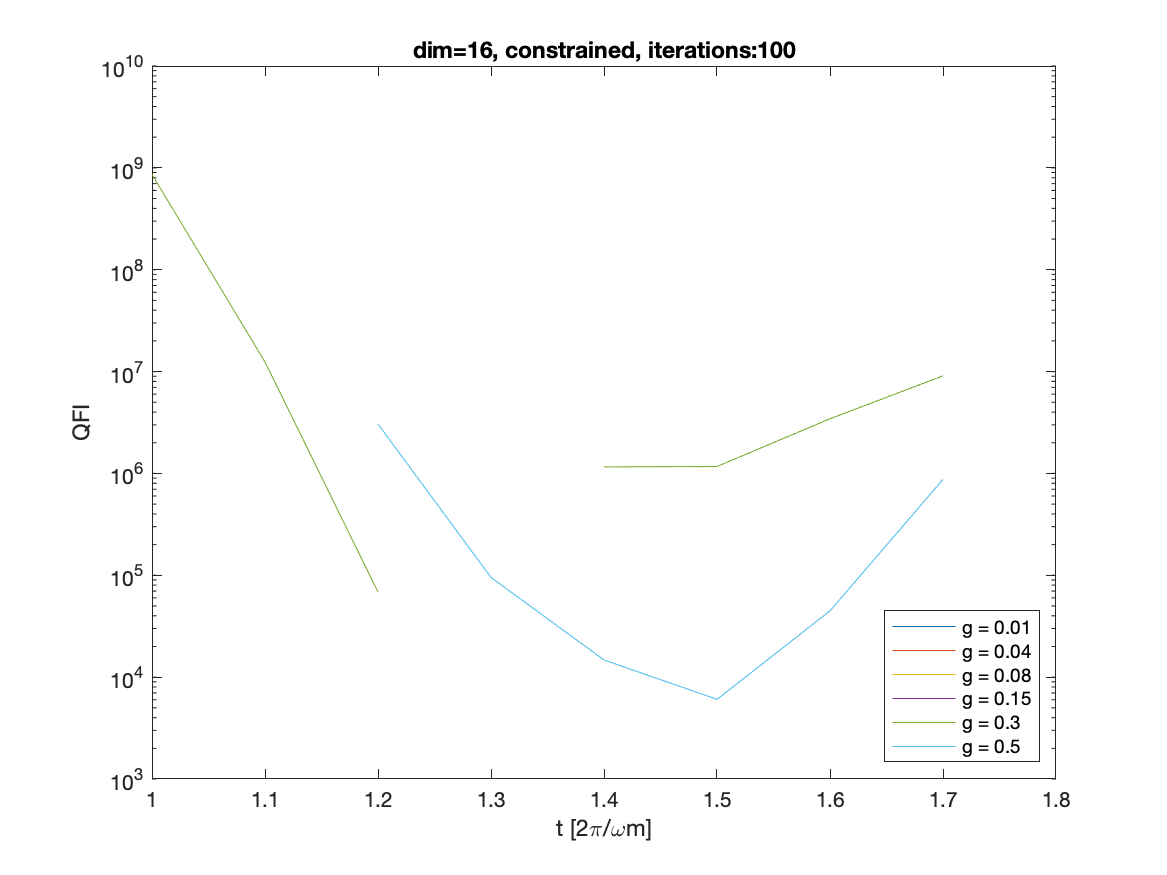 dim=16, constrained, iterations:100
10^10
10^9
10^8
10^7
10^6
10^5
10^4
10^3
QFI
1 1.1 1.2 1.3 1.4 1.5 1.6 1.7 1.8
t [2π/ωm]
g = 0.01
g = 0.04
g = 0.08
g = 0.15
g = 0.3
g = 0.5